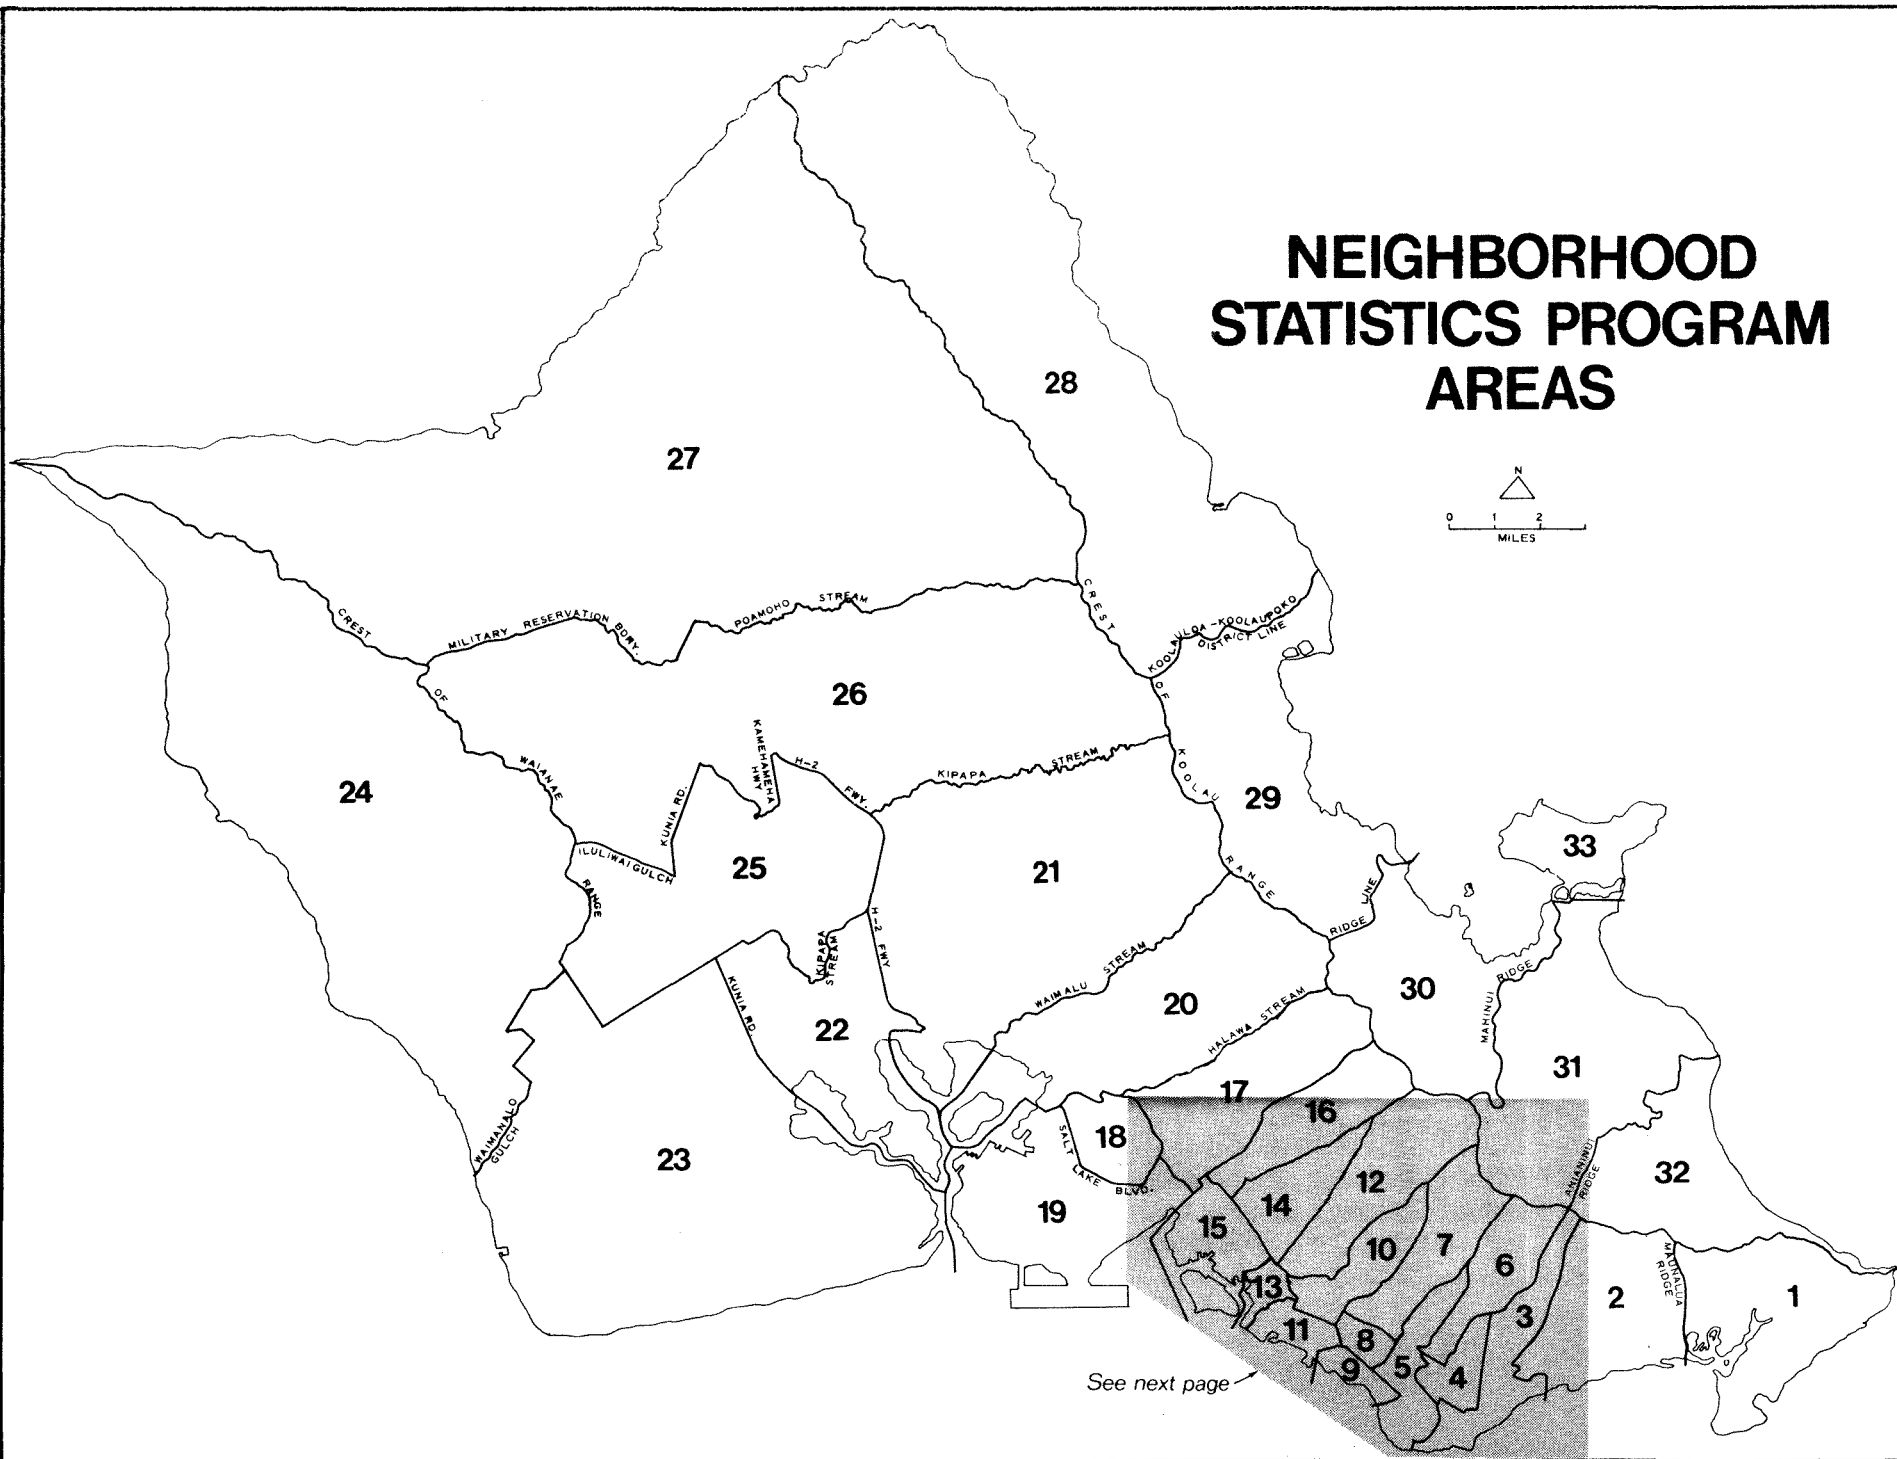 NEIGHBORHOOD
STATISTICS PROGRAM
AREAS
28
27
N
0 1 2
MILES
CREST
MILITARY RESERVATION BDRY.
POAMOHO STREAM
CREST
KOOLAULOA-KOOLAUPOKO
DISTRICT LINE
OF
OF
26
KAMEHAMEHA
HWY
H-2
FWY.
KIPAPA STREAM
KOOLAU
24
WAIANAE
KUNIA RD.
29
33
ILULIWAI GULCH
25
21
RANGE
RANGE
RIDGE LINE
H-2 FWY
KIPAPA
STREAM
KUNIA RD.
22
WAIMALU STREAM
20
HALAWA STREAM
30
MAHINUI RIDGE
31
17
16
18
SALT LAKE BLVD.
WAIMANALO
GULCH
23
19
12
14
15
10
7
6
ANIANINUI
RIDGE
32
MAUNALUA
RIDGE
2
1
3
13
11
8
9
5
4
See next page